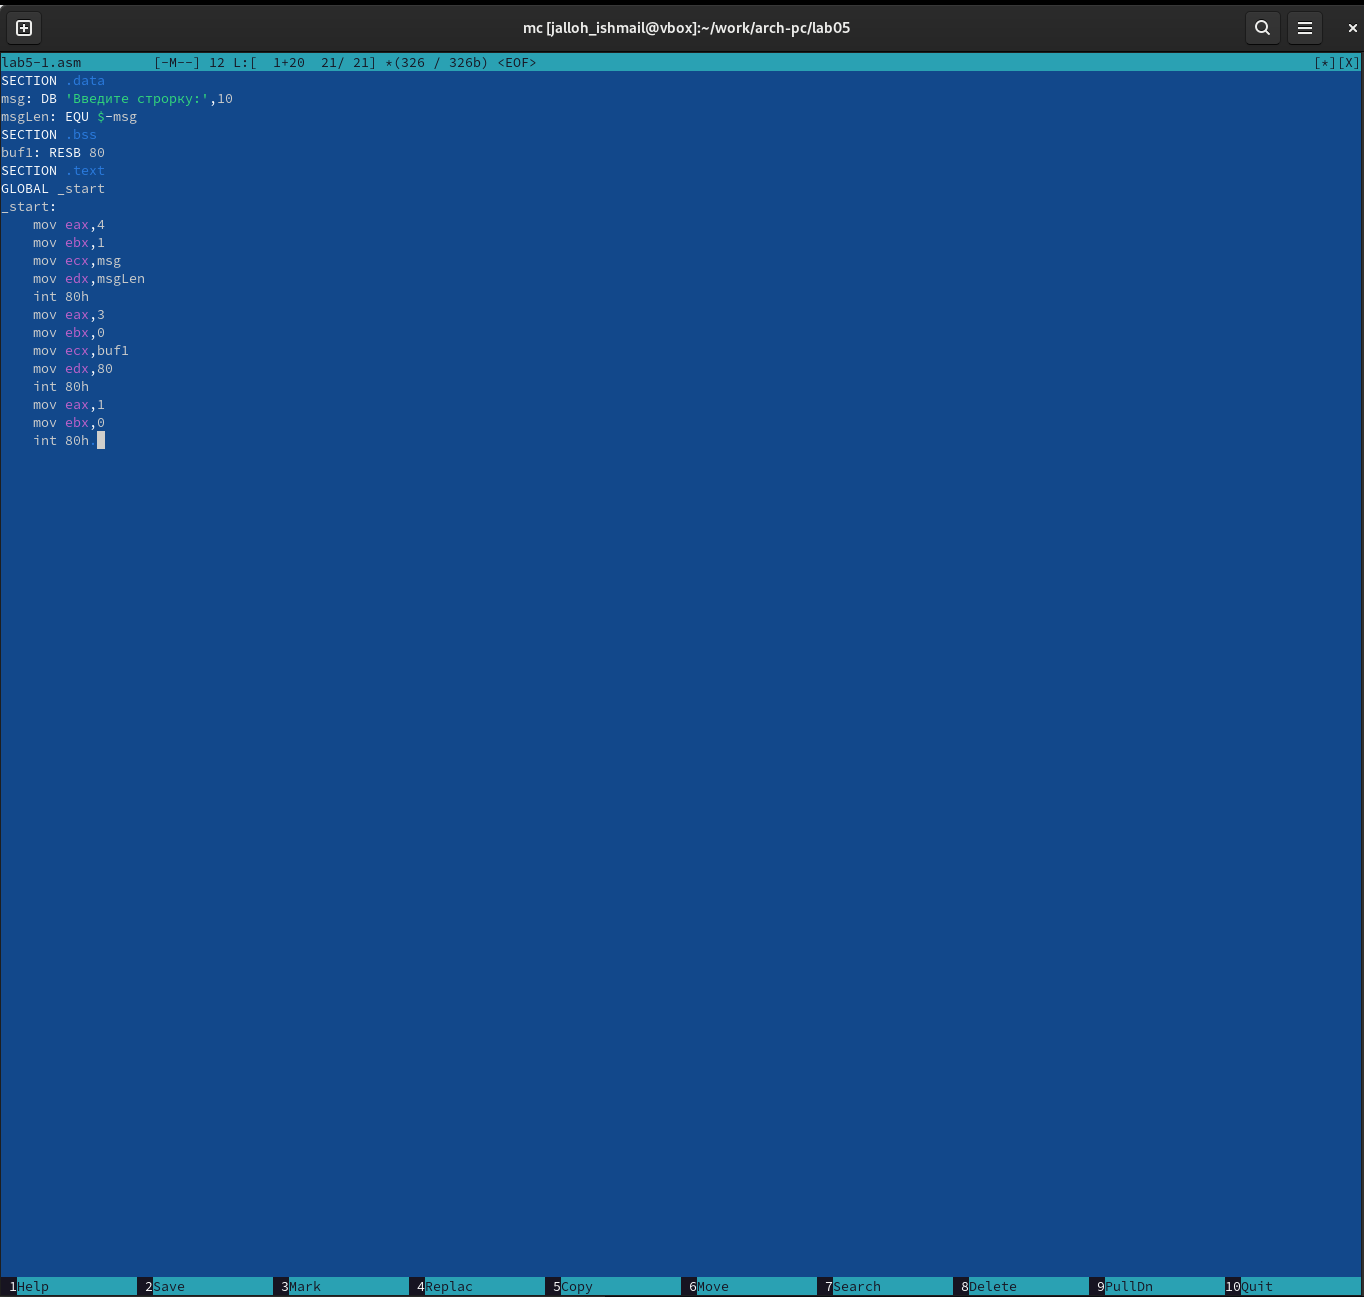 mc [jalloh_ishmail@vbox]:~/work/arch-pc/lab05
lab5-1.asm [-M--] 12 L:[ 1+20 21/ 21] *(326 / 326b) <EOF> [*][X]
SECTION .data
msg: DB 'Введите строрку:',10
msgLen: EQU $-msg
SECTION .bss
buf1: RESB 80
SECTION .text
GLOBAL _start
_start:
mov eax,4
mov ebx,1
mov ecx,msg
mov edx,msgLen
int 80h
mov eax,3
mov ebx,0
mov ecx,buf1
mov edx,80
int 80h
mov eax,1
mov ebx,0
int 80h.
1Help 2Save 3Mark 4Replac 5Copy 6Move 7Search 8Delete 9PullDn 10Quit